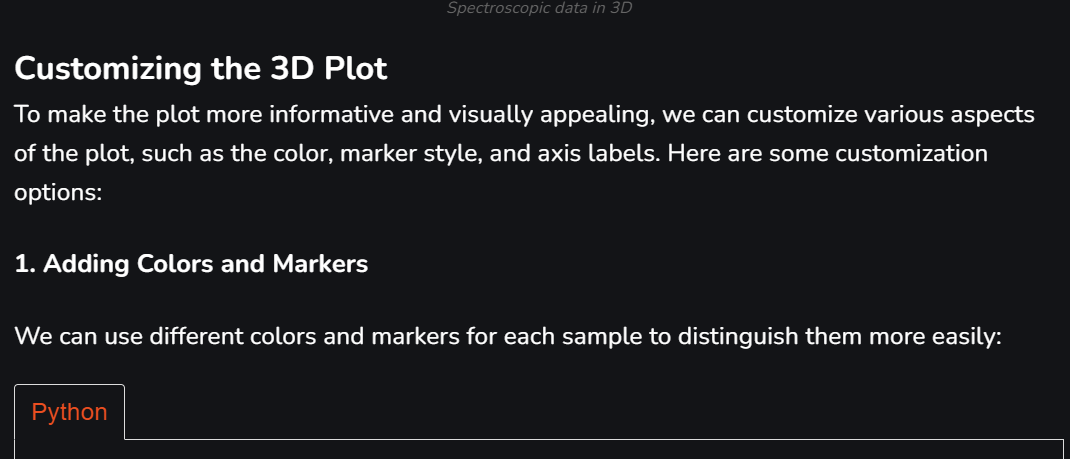 Spectroscopic data in 3D
Customizing the 3D Plot
To make the plot more informative and visually appealing, we can customize various aspects
of the plot, such as the color, marker style, and axis labels. Here are some customization
options:
1. Adding Colors and Markers
We can use different colors and markers for each sample to distinguish them more easily:
Python